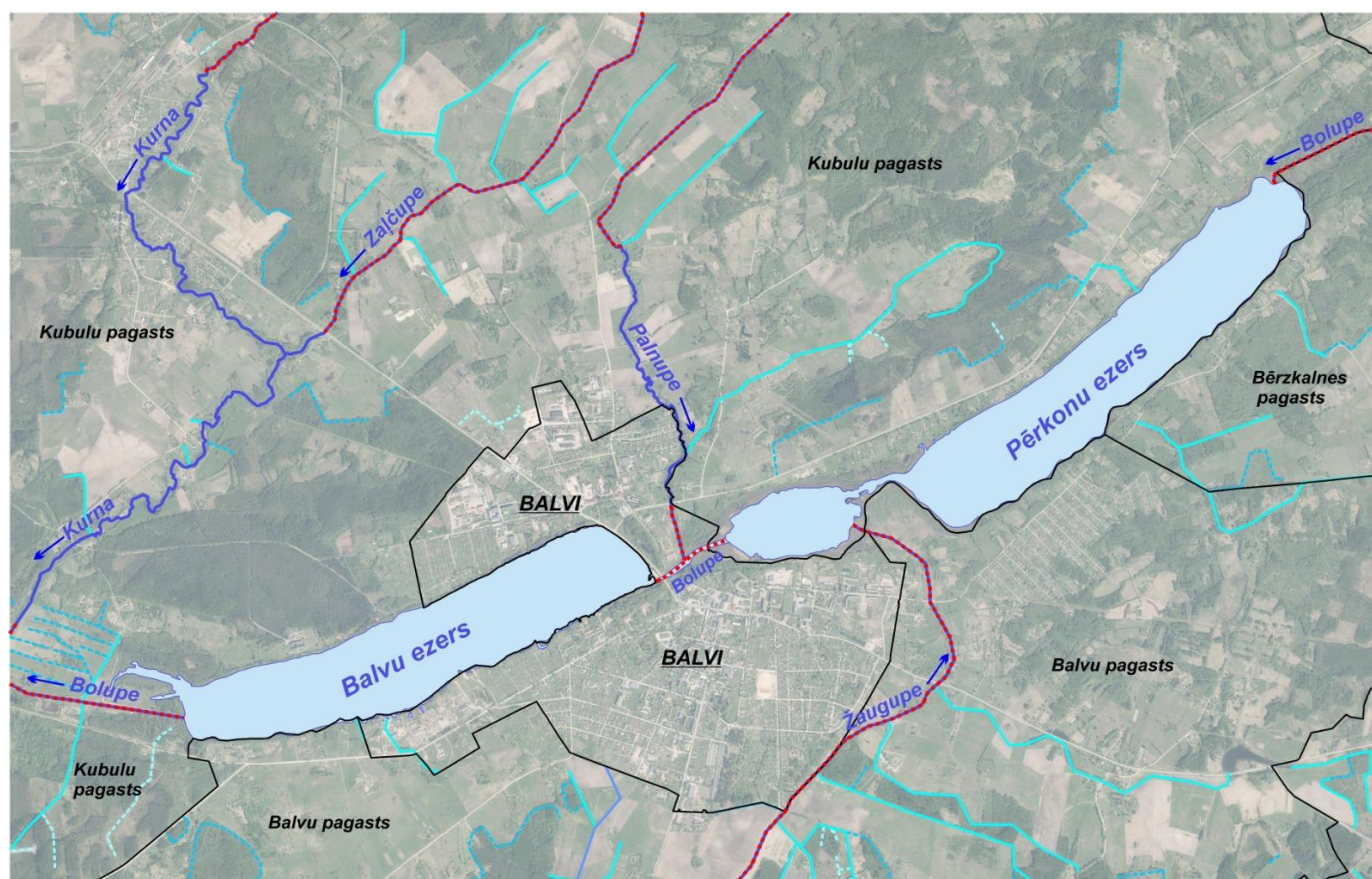 Kurna
Bolupe
Kubulu pagasts
Zaļčupe
Kubulu pagasts
Palnupe
Pērkonu ezers
Bērzkalnes
pagasts
BALVI
Kurna
Bolupe
Balvu ezers
BALVI
Balvu pagasts
Bolupe
Žaugupe
Kubulu
pagasts
Balvu pagasts